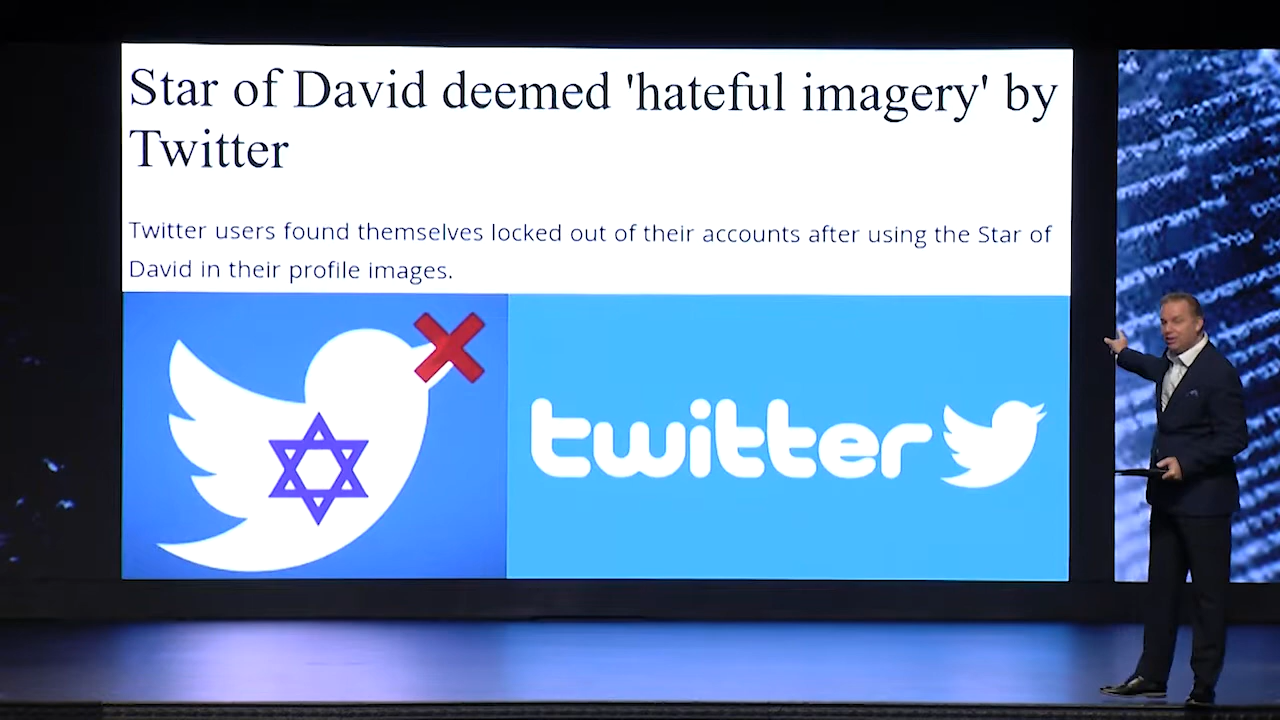 Star of David deemed 'hateful imagery' by
Twitter
Twitter users found themselves locked out of their accounts after using the Star of
David in their profile images.
twitter